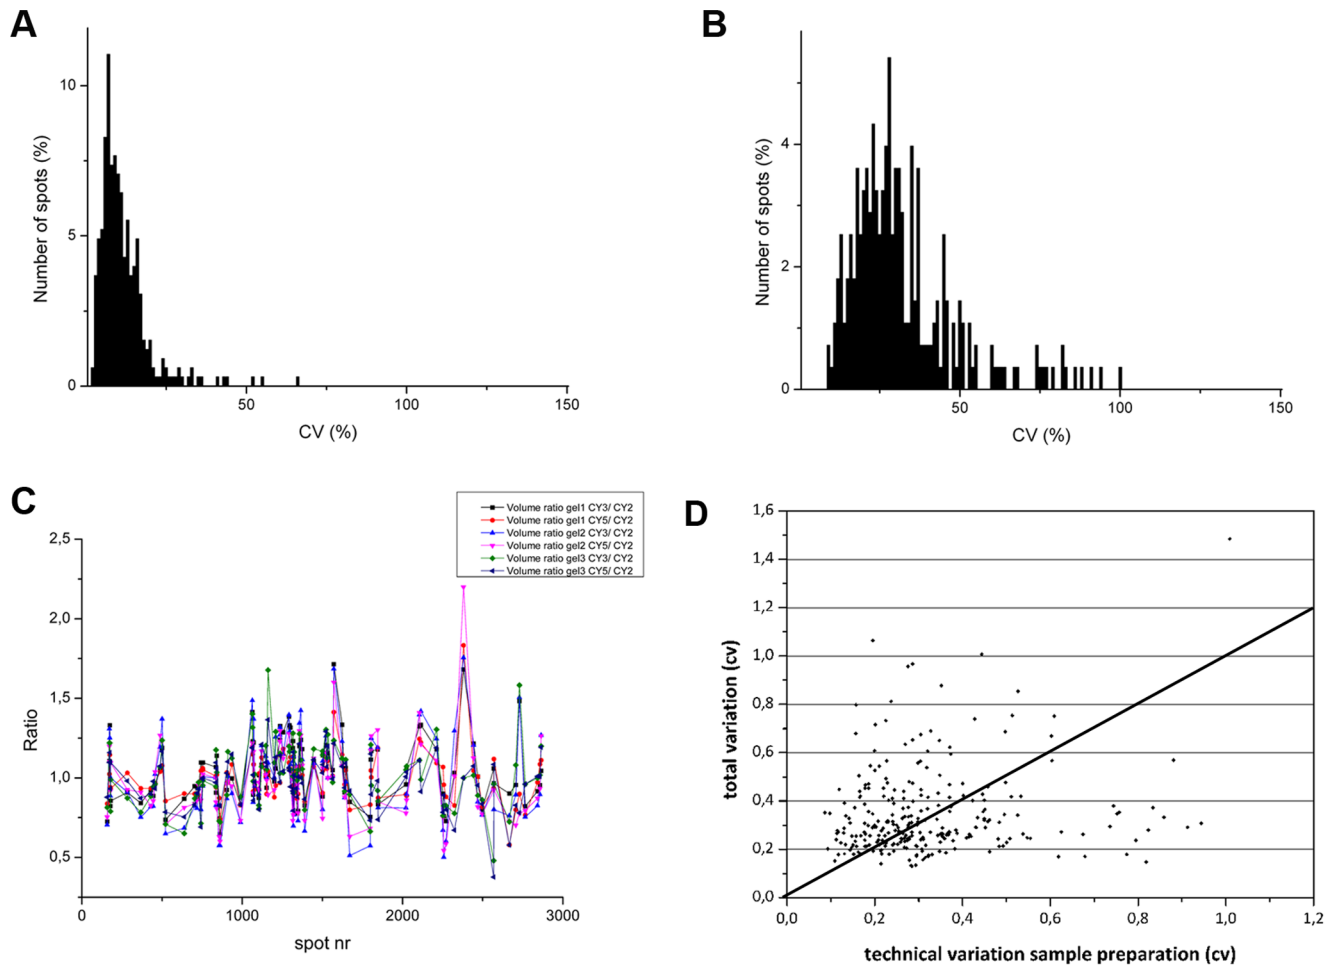 A
10
5
0
50
100
150
Number of spots (%)
CV (%)
B
4
2
0
50
100
150
Number of spots (%)
CV (%)
C
Volume ratio gel1 CY3/ CY2
Volume ratio gel1 CY5/ CY2
Volume ratio gel2 CY3/ CY2
Volume ratio gel2 CY5/ CY2
Volume ratio gel3 CY3/ CY2
Volume ratio gel3 CY5/ CY2
2,5
2,0
1,5
1,0
0,5
0
1000
2000
3000
Ratio
spot nr
D
1,6
1,4
1,2
1,0
0,8
0,6
0,4
0,2
0,0
0,0
0,2
0,4
0,6
0,8
1,0
1,2
total variation (cv)
technical variation sample preparation (cv)